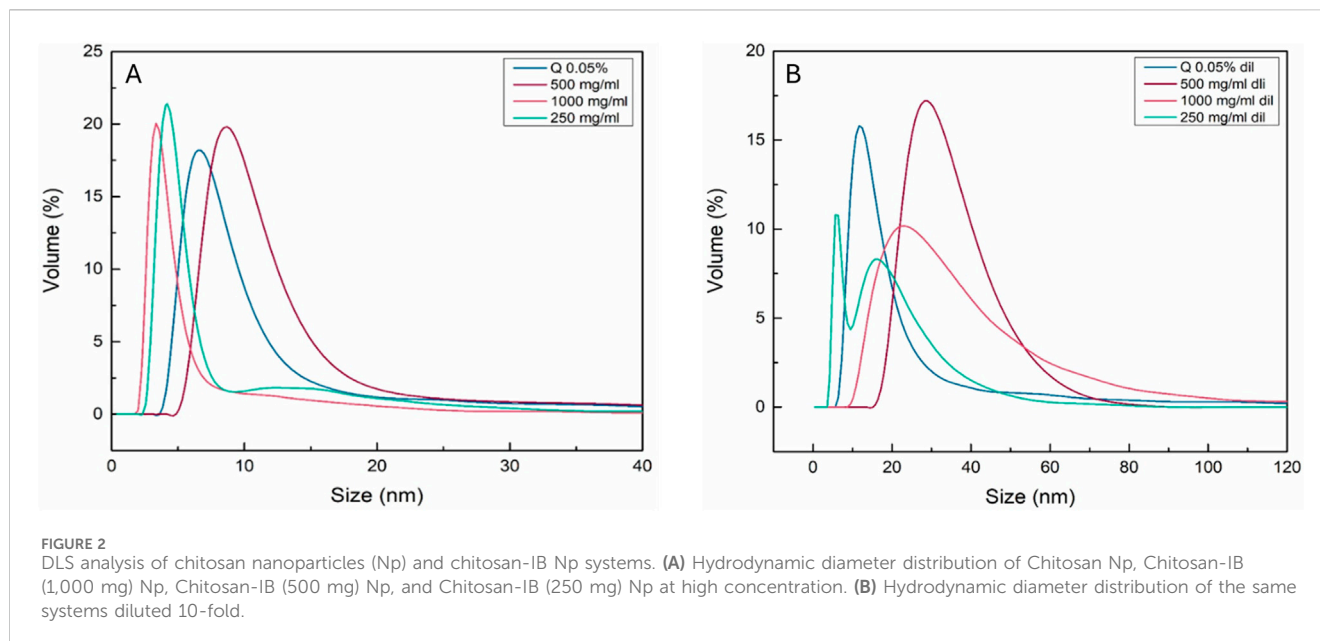 A
Q 0.05%
500 mg/ml
1000 mg/ml
250 mg/ml
25
20
15
10
5
0
Volume (%)
0 10 20 30 40
Size (nm)
B
Q 0.05% dil
500 mg/ml dli
1000 mg/ml dil
250 mg/ml dil
20
15
10
5
0
Volume (%)
0 20 40 60 80 100 120
Size (nm)
FIGURE 2
DLS analysis of chitosan nanoparticles (Np) and chitosan-IB Np systems. (A) Hydrodynamic diameter distribution of Chitosan Np, Chitosan-IB
(1,000 mg) Np, Chitosan-IB (500 mg) Np, and Chitosan-IB (250 mg) Np at high concentration. (B) Hydrodynamic diameter distribution of the same
systems diluted 10-fold.